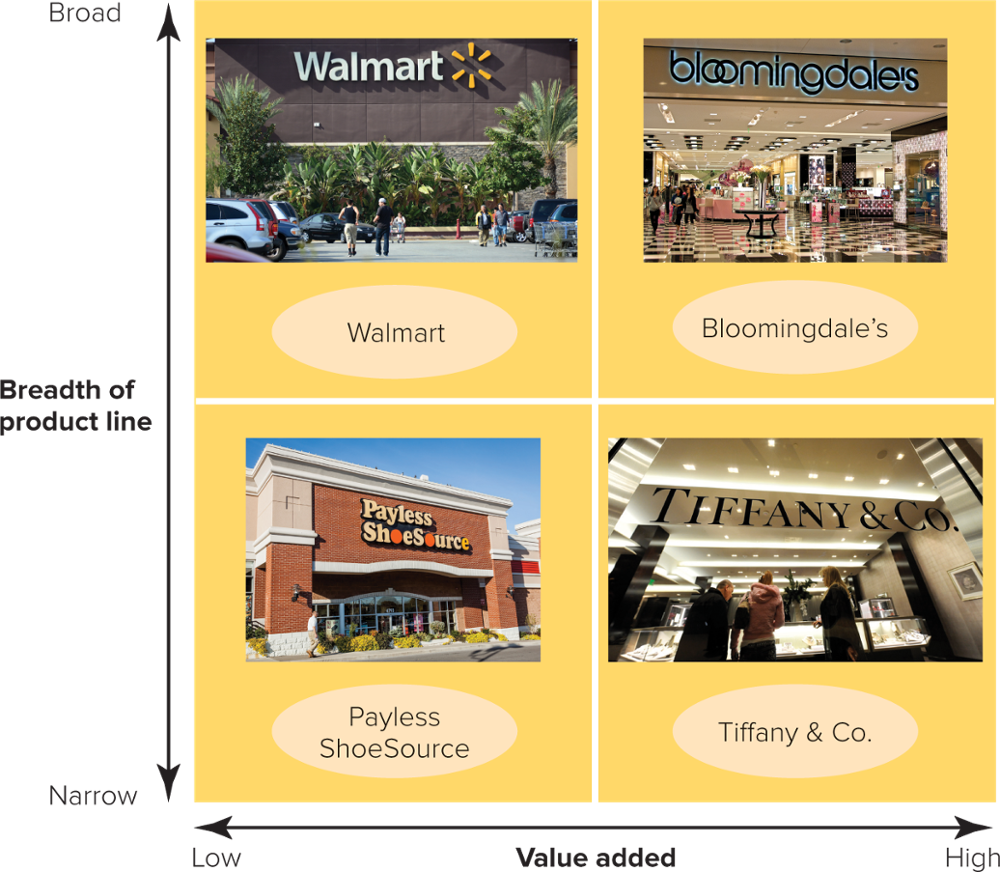 Broad
Walmart
bloomingdale's
Walmart
Bloomingdale's
Breadth of
product line
Payless
ShoeSource
TIFFANY & CO.
Payless
ShoeSource
Tiffany & Co.
Narrow
Low
Value added
High